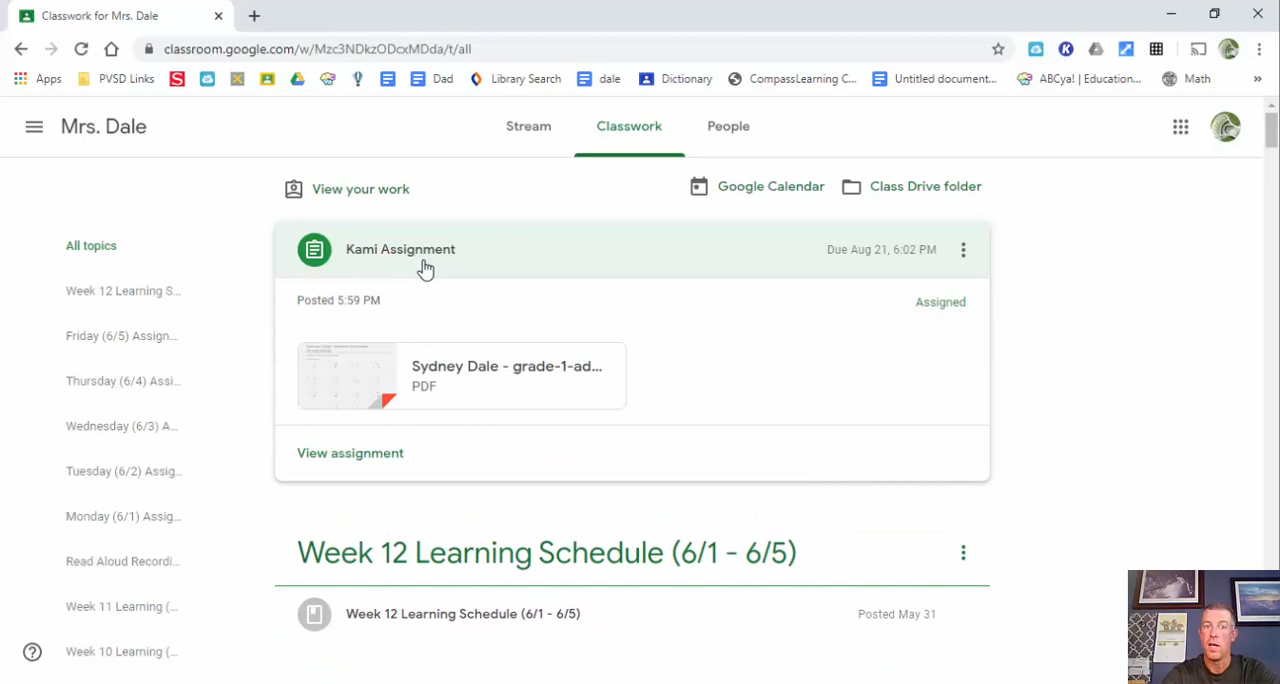 Classwork for Mrs. Dale
classroom.google.com/w/Mzc3NDkzODcxMDda/t/all
Apps PVSD Links Dad Library Search dale Dictionary CompassLearning C... Untitled document... ABCya! | Education... Math »
Mrs. Dale Stream Classwork People
View your work Google Calendar Class Drive folder
All topics
Week 12 Learning S...
Friday (6/5) Assign...
Thursday (6/4) Assi...
Wednesday (6/3) A...
Tuesday (6/2) Assig...
Monday (6/1) Assig...
Read Aloud Recordi...
Week 11 Learning (...
Week 10 Learning (...
Kami Assignment Due Aug 21, 6:02 PM
Posted 5:59 PM Assigned
Sydney Dale - grade-1-ad...
PDF
View assignment
Week 12 Learning Schedule (6/1 - 6/5)
Week 12 Learning Schedule (6/1 - 6/5) Posted May 31